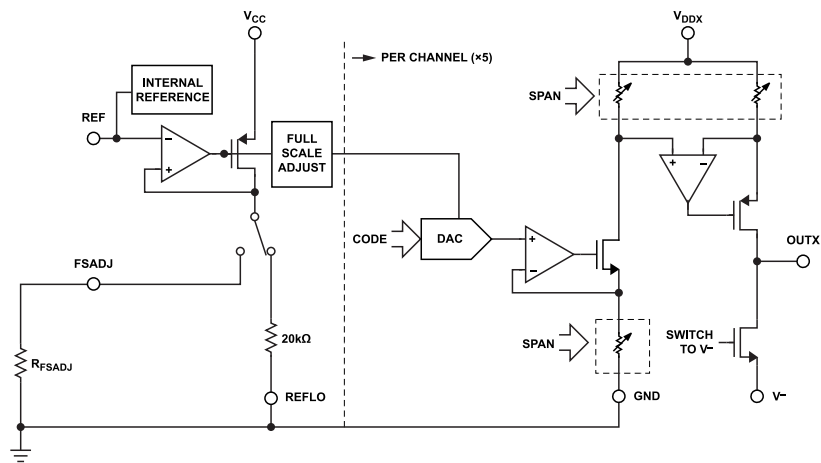 VCC
VDDX
PER CHANNEL (×5)
INTERNAL
REFERENCE
SPAN
REF
−
+
FULL
SCALE
ADJUST
+
−
CODE
DAC
+
−
OUTX
FSADJ
SPAN
SWITCH
TO V−
RFSADJ
20kΩ
REFLO
GND
V−